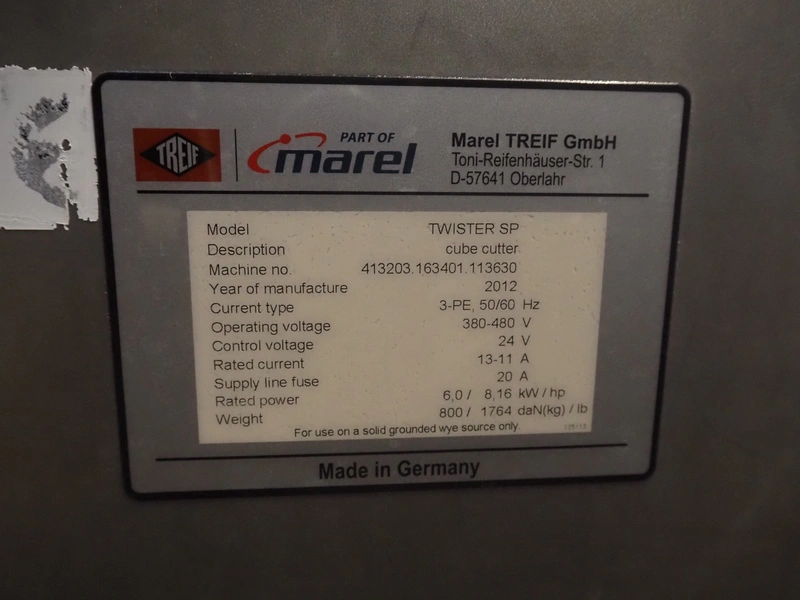 TREIF
PART OF
marel
Marel TREIF GmbH
Toni-Reifenhäuser-Str. 1
D-57641 Oberlahr
Model TWISTER SP
Description cube cutter
Machine no. 413203.163401.113630
Year of manufacture 2012
Current type 3-PE, 50/60 Hz
Operating voltage 380-480 V
Control voltage 24 V
Rated current 13-11 A
Supply line fuse 20 A
Rated power 6,0 / 8,16 kW / hp
Weight 800 / 1764 daN(kg) / lb
For use on a solid grounded wye source only.
Made in Germany